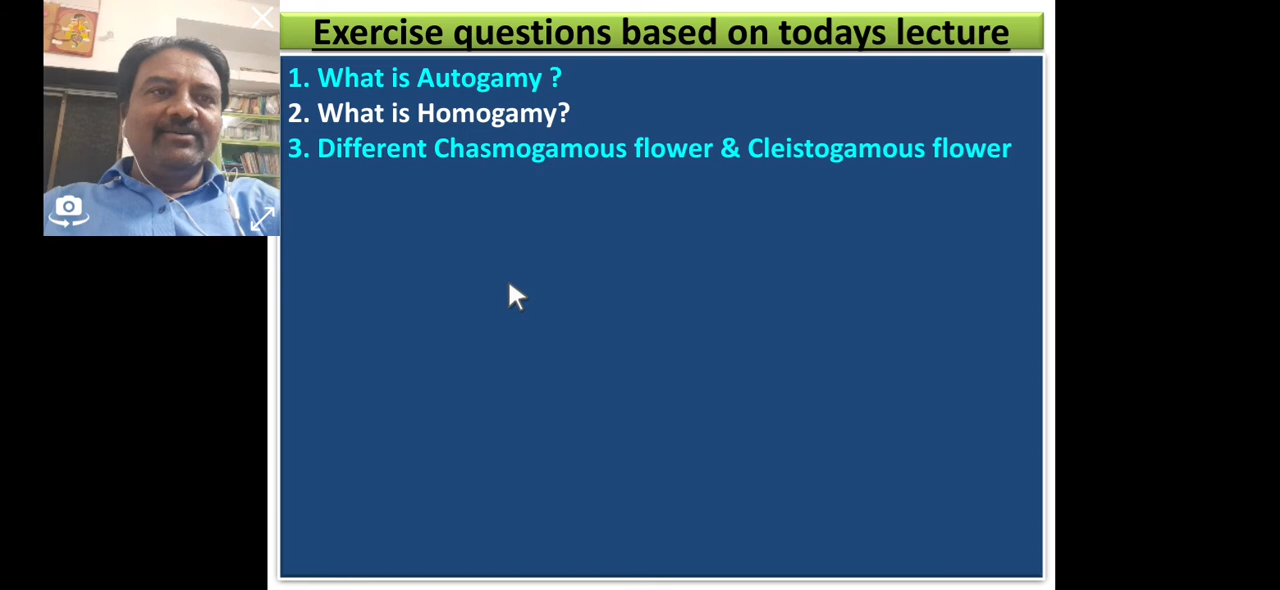 Exercise questions based on todays lecture
1. What is Autogamy ?
2. What is Homogamy?
3. Different Chasmogamous flower & Cleistogamous flower